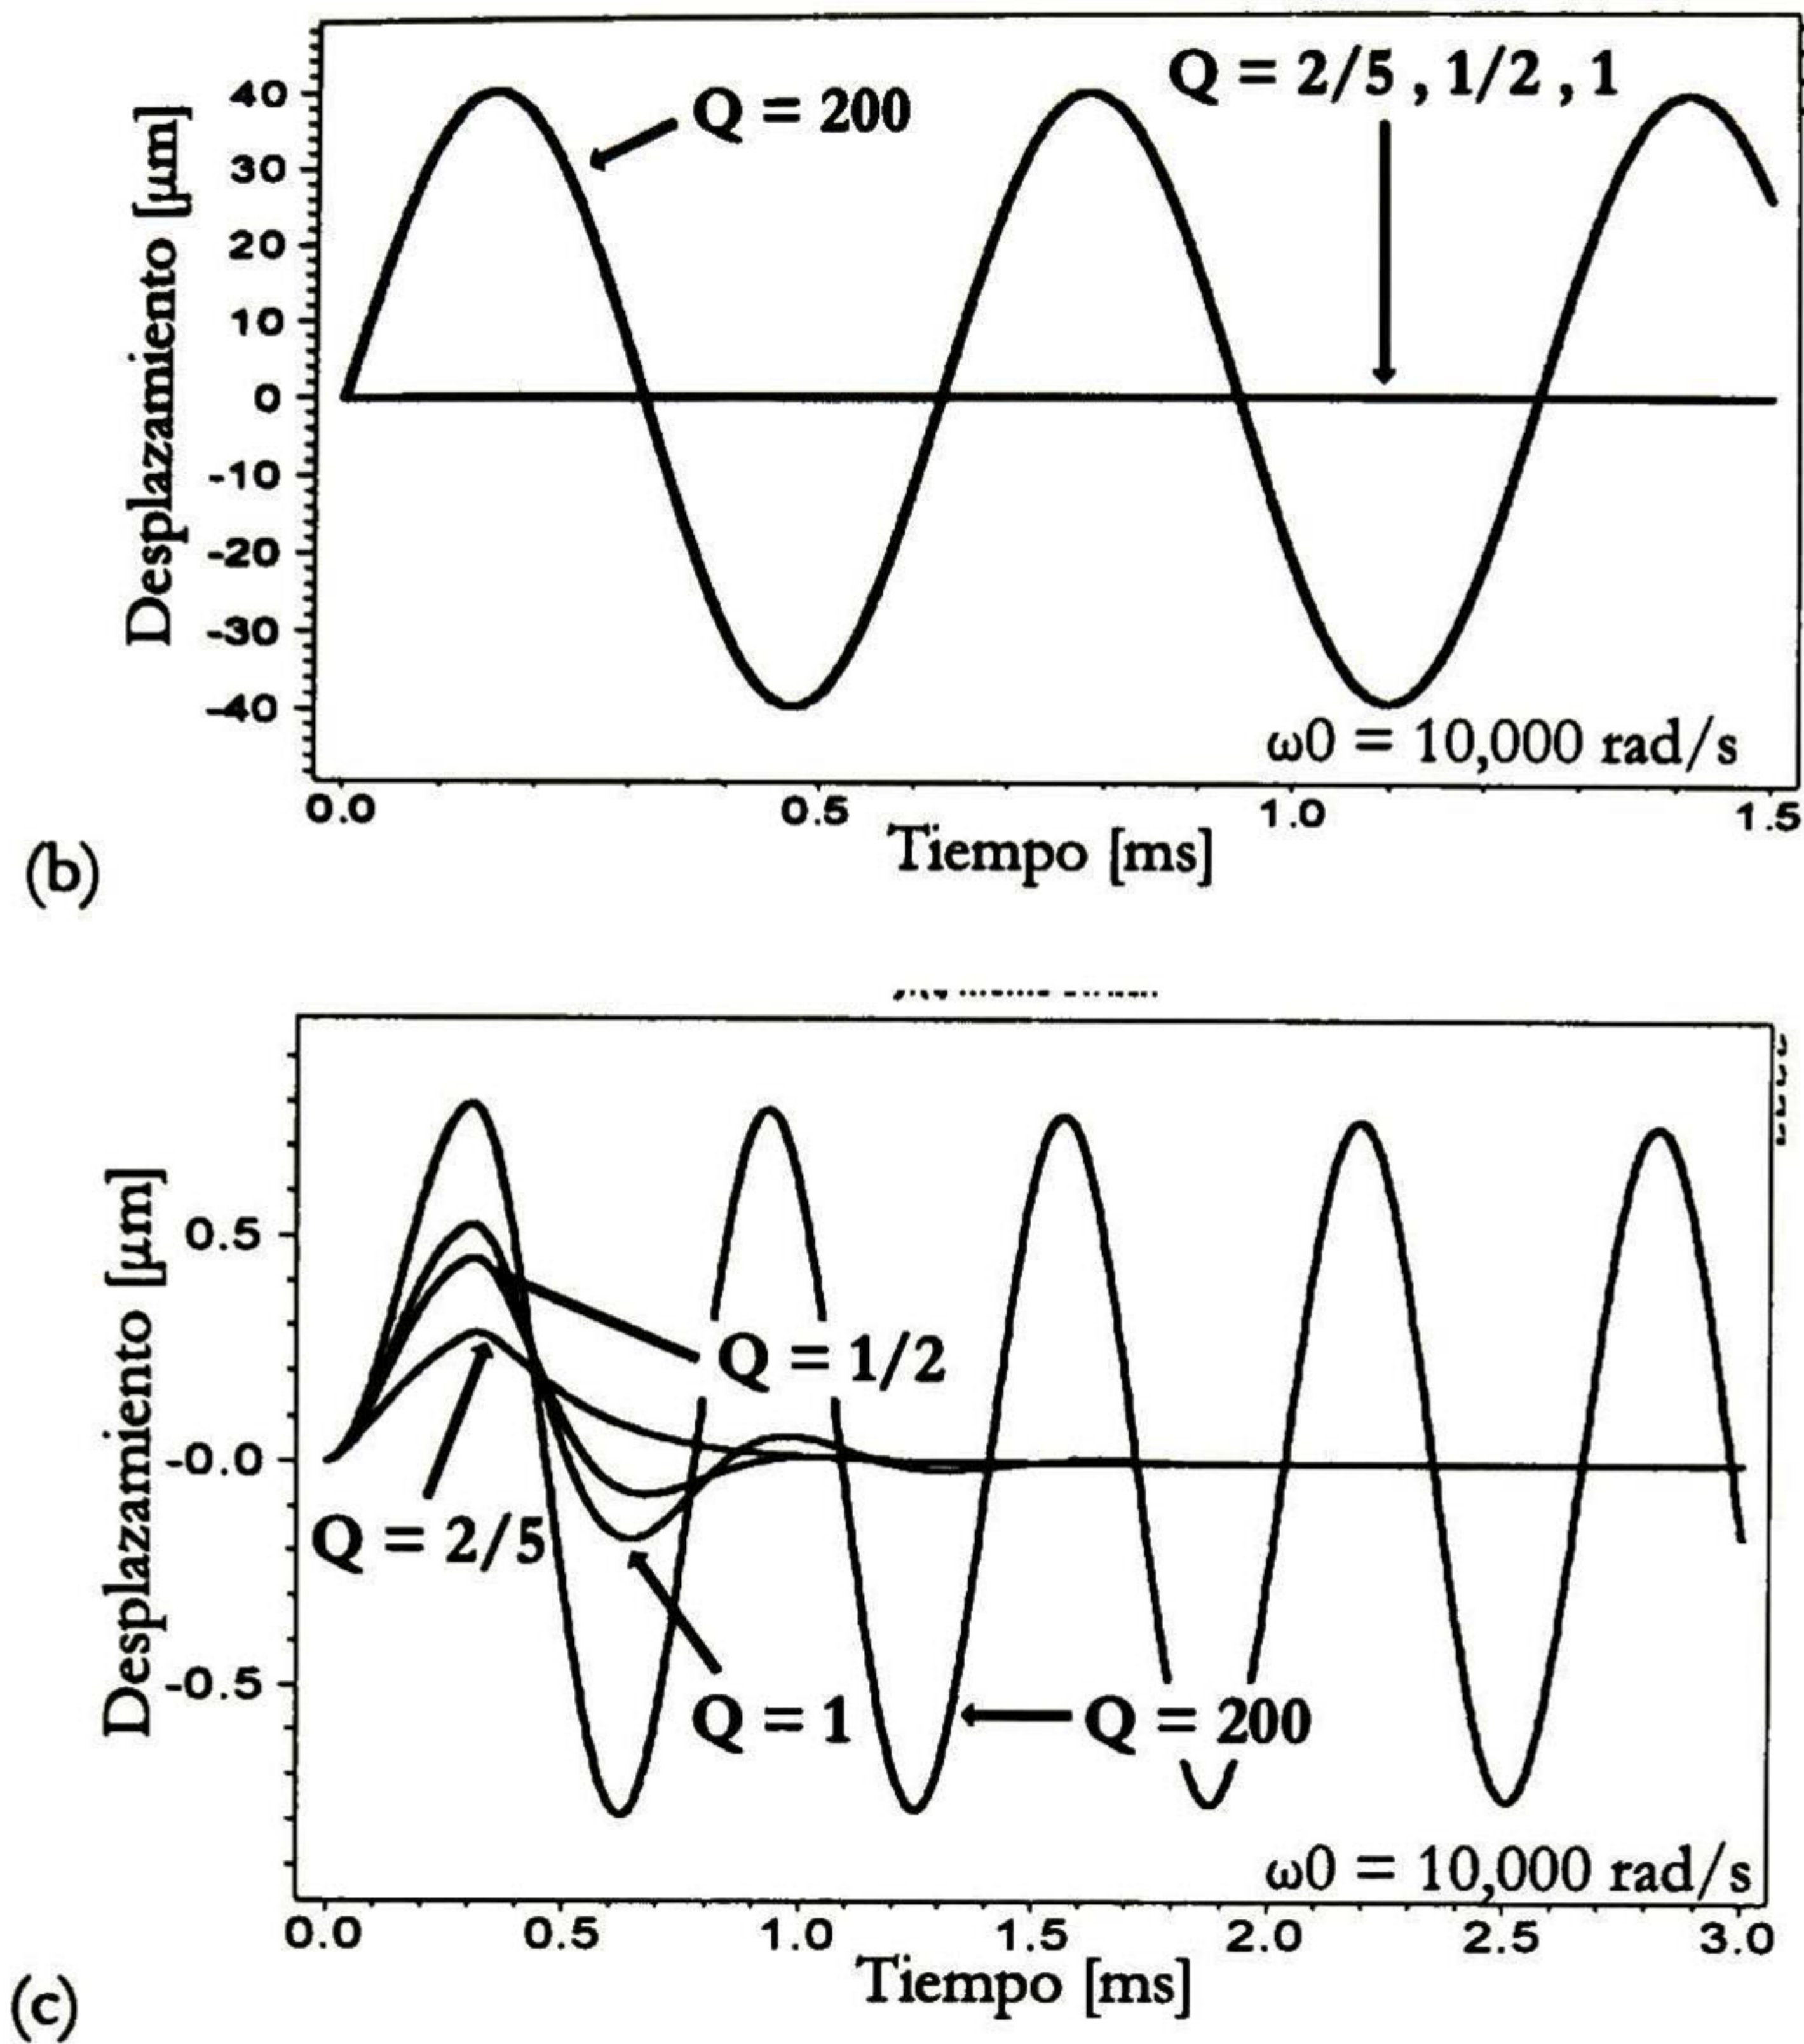 Q = 2/5 , 1/2 , 1
40
Q = 200
30
20
10
0
-10
-20
-30
-40
Desplazamiento [μm]
ω0 = 10,000 rad/s
0.0 0.5 1.0 1.5
Tiempo [ms]
(b)
0.5
-0.0
-0.5
Desplazamiento [μm]
Q = 1/2
Q = 2/5
Q = 1
Q = 200
ω0 = 10,000 rad/s
0.0 0.5 1.0 1.5 2.0 2.5 3.0
Tiempo [ms]
(c)